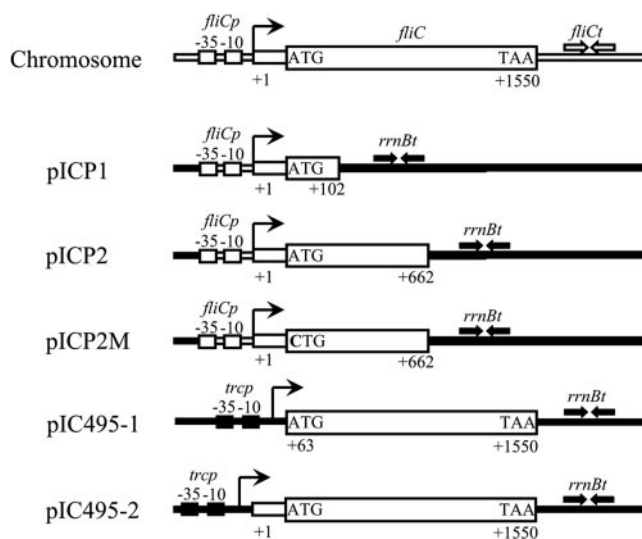 fliCp
-35 -10
fliC
fliCt
Chromosome
ATG
TAA
+1
+1550
fliCp
-35 -10
rrnBt
pICP1
ATG
+1
+102
fliCp
-35 -10
rrnBt
pICP2
ATG
+1
+662
fliCp
-35 -10
rrnBt
pICP2M
CTG
+1
+662
trcp
-35 -10
rrnBt
pIC495-1
ATG
TAA
+63
+1550
trcp
-35 -10
rrnBt
pIC495-2
ATG
TAA
+1
+1550